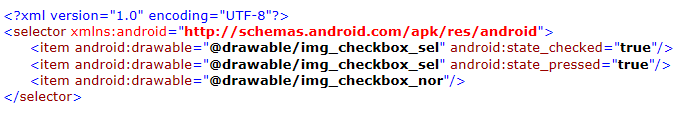 <?xml version="1.0" encoding="UTF-8"?>
<selector xmlns:android="http://schemas.android.com/apk/res/android">
<item android:drawable="@drawable/img_checkbox_sel" android:state_checked="true"/>
<item android:drawable="@drawable/img_checkbox_sel" android:state_pressed="true"/>
<item android:drawable="@drawable/img_checkbox_nor"/>
</selector>